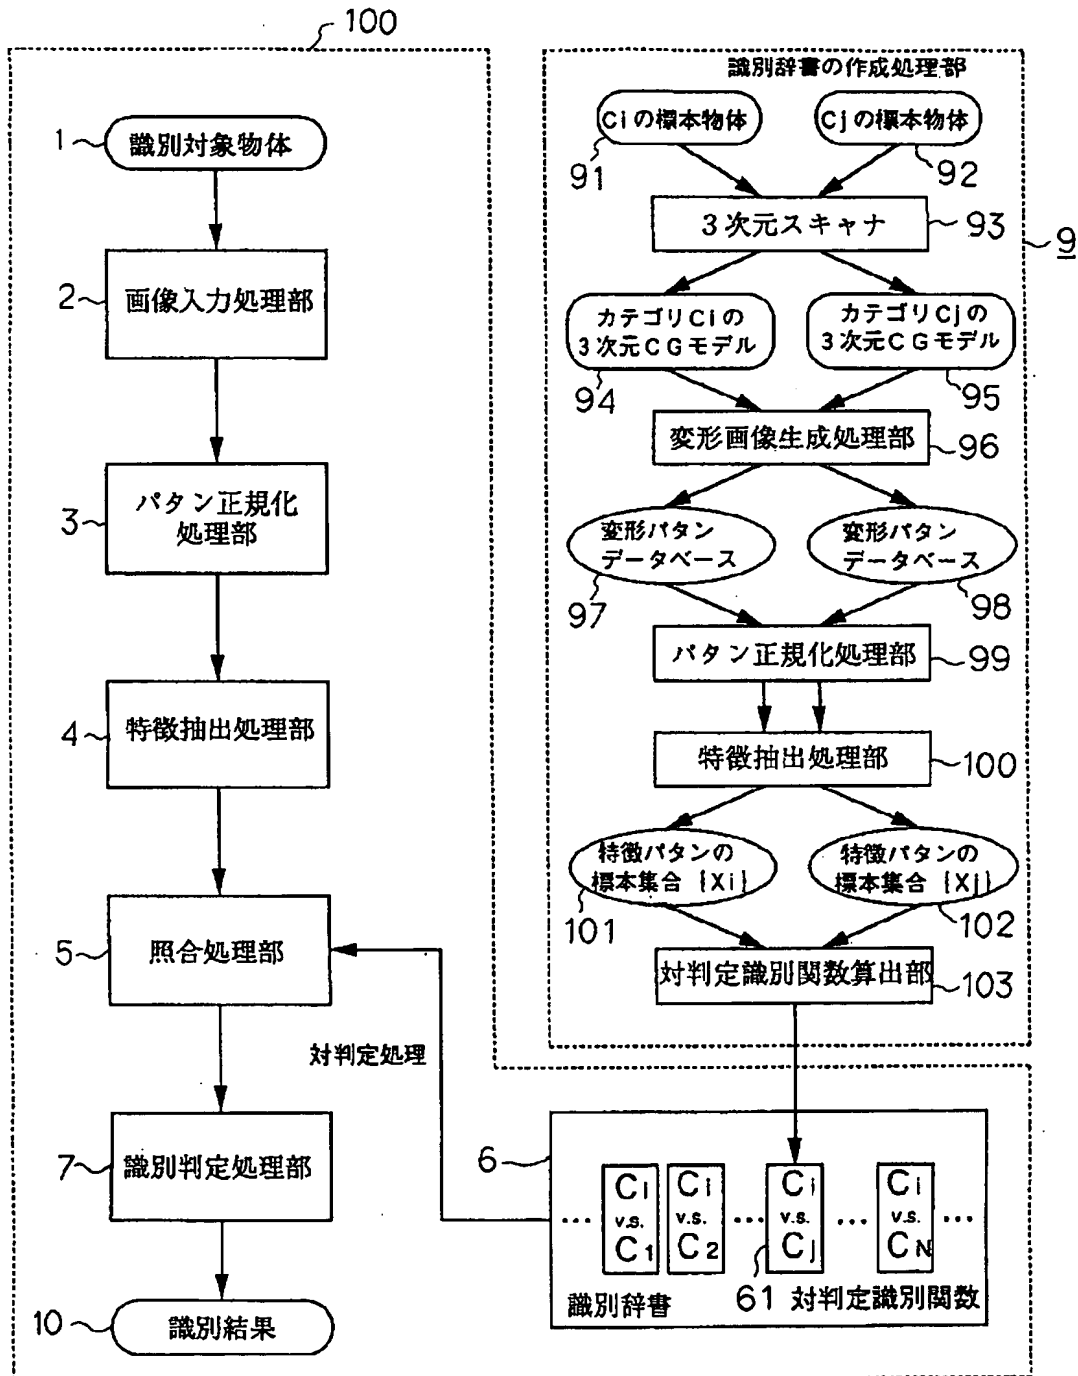 100
1 識別対象物体
2 画像入力処理部
3 パタン正規化
処理部
4 特徴抽出処理部
5 照合処理部
対判定処理
7 識別判定処理部
10 識別結果
識別辞書の作成処理部
Ciの標本物体
Cjの標本物体
91
92
3次元スキャナ 93
9
カテゴリCiの
3次元CGモデル
カテゴリCjの
3次元CGモデル
94
95
変形画像生成処理部 96
変形パタン
データベース
変形パタン
データベース
97
98
パタン正規化処理部 99
特徴抽出処理部 100
特徴パタンの
標本集合 {Xi}
特徴パタンの
標本集合 {Xj}
101
102
対判定識別関数算出部 103
6
… Ci v.s. C1
Ci v.s. C2
… Ci v.s. Cj
… Ci v.s. CN …
識別辞書
61 対判定識別関数